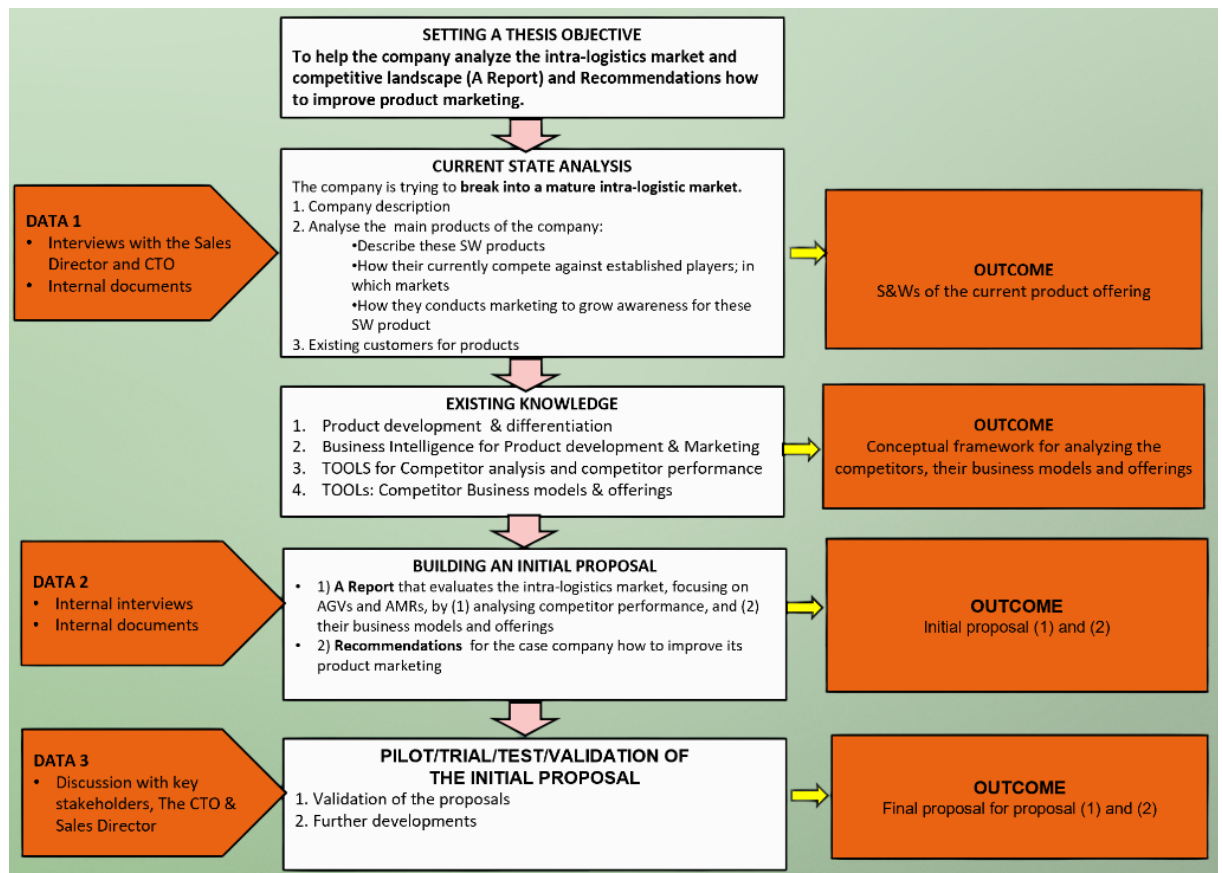 SETTING A THESIS OBJECTIVE
To help the company analyze the intra-logistics market and
competitive landscape (A Report) and Recommendations how
to improve product marketing.
CURRENT STATE ANALYSIS
The company is trying to break into a mature intra-logistic market.
1. Company description
2. Analyse the main products of the company:
•Describe these SW products
•How their currently compete against established players; in
which markets
•How they conducts marketing to grow awareness for these
SW product
3. Existing customers for products
DATA 1
• Interviews with the Sales
Director and CTO
• Internal documents
OUTCOME
S&Ws of the current product offering
EXISTING KNOWLEDGE
1. Product development & differentiation
2. Business Intelligence for Product development & Marketing
3. TOOLS for Competitor analysis and competitor performance
4. TOOLs: Competitor Business models & offerings
OUTCOME
Conceptual framework for analyzing the
competitors, their business models and offerings
DATA 2
• Internal interviews
• Internal documents
BUILDING AN INITIAL PROPOSAL
• 1) A Report that evaluates the intra-logistics market, focusing on
AGVs and AMRs, by (1) analysing competitor performance, and (2)
their business models and offerings
• 2) Recommendations for the case company how to improve its
product marketing
OUTCOME
Initial proposal (1) and (2)
DATA 3
• Discussion with key
stakeholders, The CTO &
Sales Director
PILOT/TRIAL/TEST/VALIDATION OF
THE INITIAL PROPOSAL
1. Validation of the proposals
2. Further developments
OUTCOME
Final proposal for proposal (1) and (2)